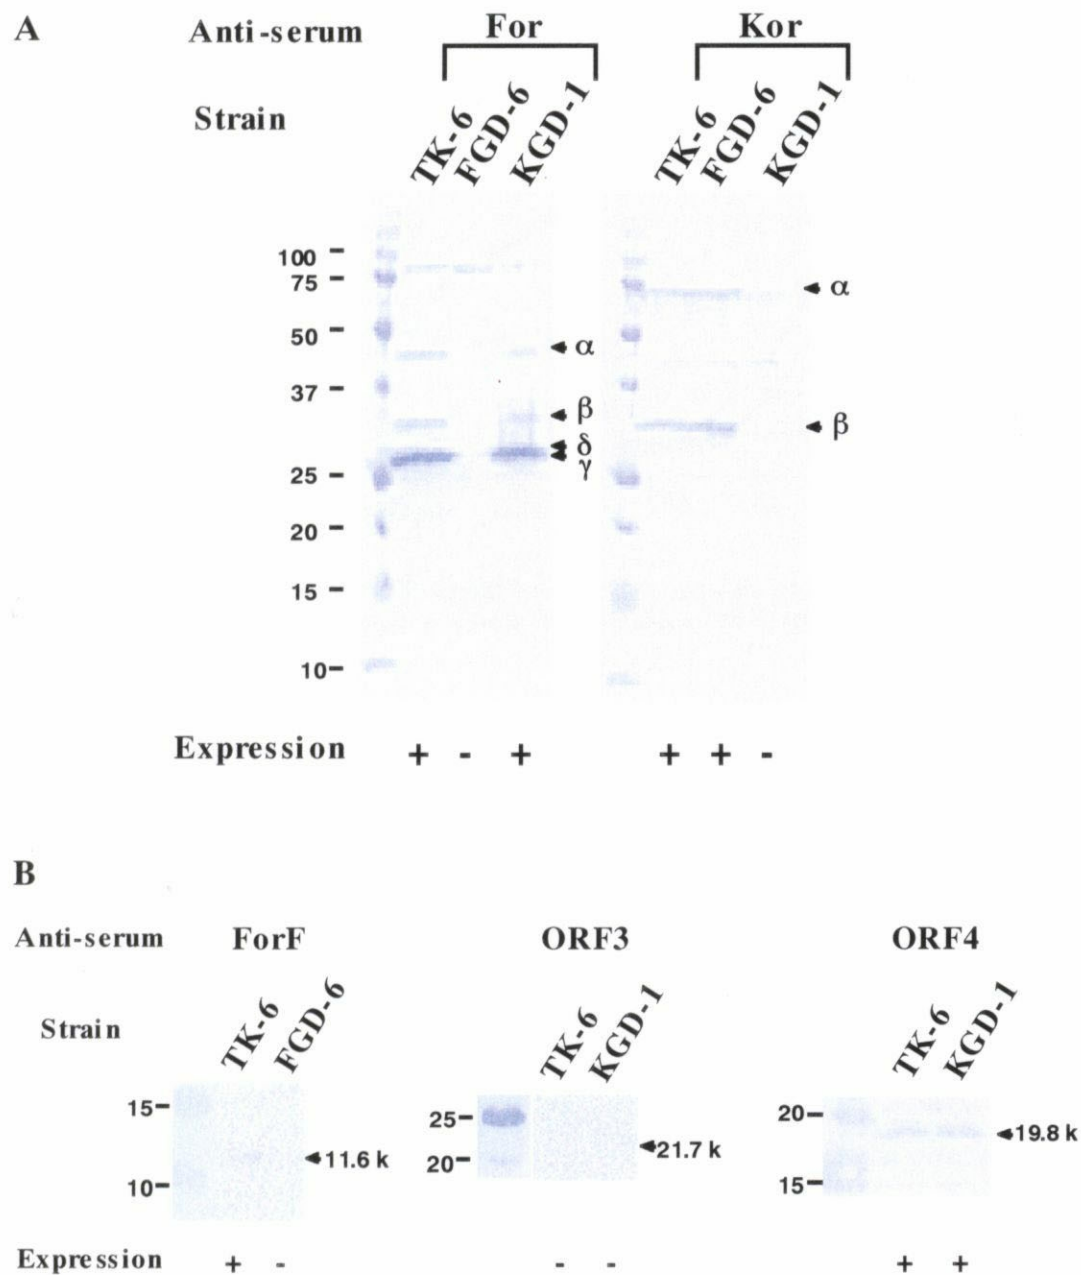 A
Anti-serum For Kor
Strain TK-6 FGD-6 KGD-1 TK-6 FGD-6 KGD-1
100
75
50
37
25
20
15
10
α
β
δ
γ
α
β
Expression + - + + + -
B
Anti-serum ForF ORF3 ORF4
Strain TK-6 FGD-6 TK-6 KGD-1 TK-6 KGD-1
15
10
11.6 k
25
20
21.7 k
20
15
19.8 k
Expression + - - - + +